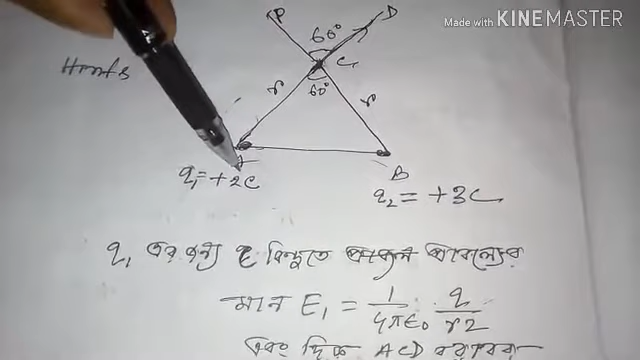 Made with KINEMASTER
P D
60°
Hints
C
r 60° r
B
q₁ = +2C
q₂ = +3C
q₁ এর জন্য C বিন্দুতে প্রাবল্যের
মান E₁ = 1/4πϵ₀ q/r2
এবং দিক ACD বরাবর